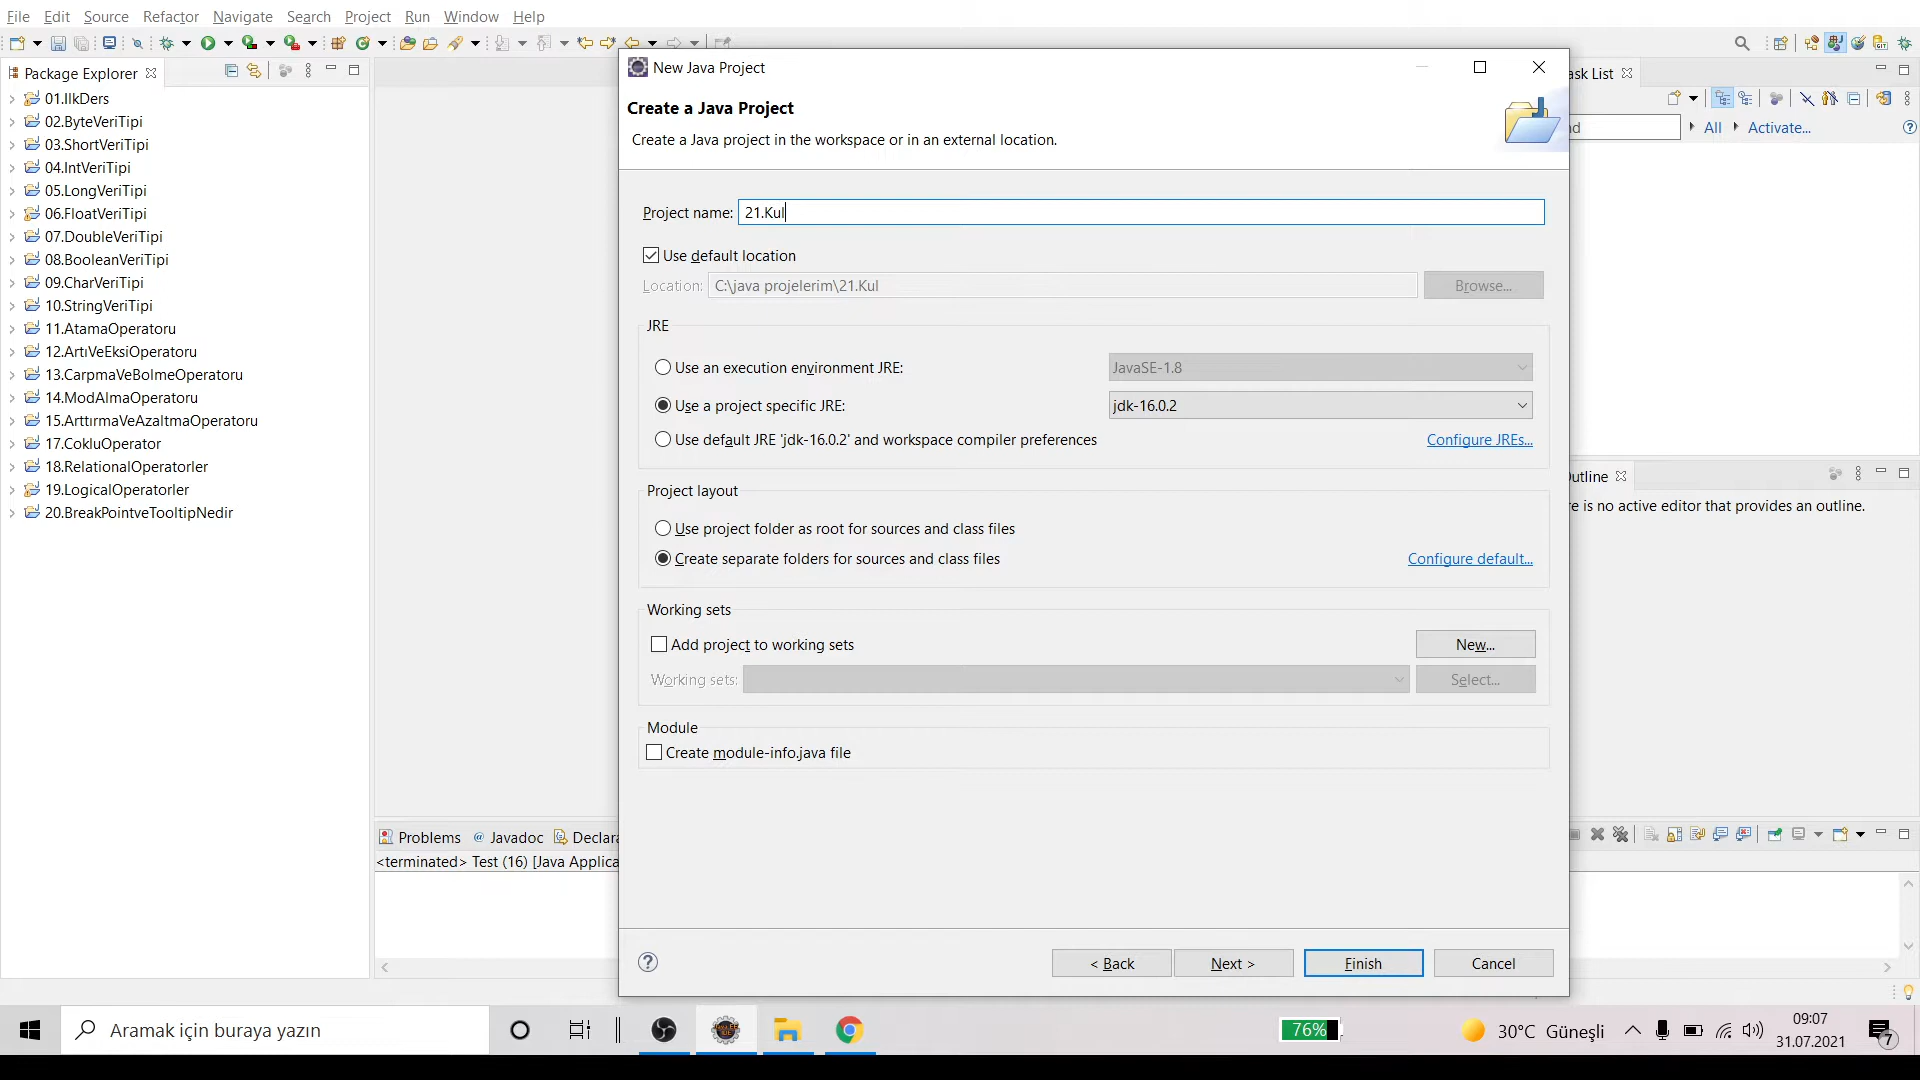 File Edit Source Refactor Navigate Search Project Run Window Help
Package Explorer
01.IlkDers
02.ByteVeriTipi
03.ShortVeriTipi
04.IntVeriTipi
05.LongVeriTipi
06.FloatVeriTipi
07.DoubleVeriTipi
08.BooleanVeriTipi
09.CharVeriTipi
10.StringVeriTipi
11.AtamaOperatoru
12.ArtıVeEksiOperatoru
13.CarpmaVeBolmeOperatoru
14.ModAlmaOperatoru
15.ArttırmaVeAzaltmaOperatoru
17.CokluOperator
18.RelationalOperatorler
19.LogicalOperatorler
20.BreakPointveTooltipNedir
New Java Project
Create a Java Project
Create a Java project in the workspace or in an external location.
Project name: 21.Kul
Use default location
Location: C:\java projelerim\21.Kul Browse...
JRE
Use an execution environment JRE: JavaSE-1.8
Use a project specific JRE: jdk-16.0.2
Use default JRE 'jdk-16.0.2' and workspace compiler preferences Configure JREs...
Project layout
Use project folder as root for sources and class files
Create separate folders for sources and class files Configure default...
Working sets
Add project to working sets New...
Working sets: Select...
Module
Create module-info.java file
< Back Next > Finish Cancel
ask List
nd All Activate...
Outline
re is no active editor that provides an outline.
Problems @ Javadoc Declara
<terminated> Test (16) [Java Applica
Aramak için buraya yazın
76%
30°C Güneşli
09:07
31.07.2021
7